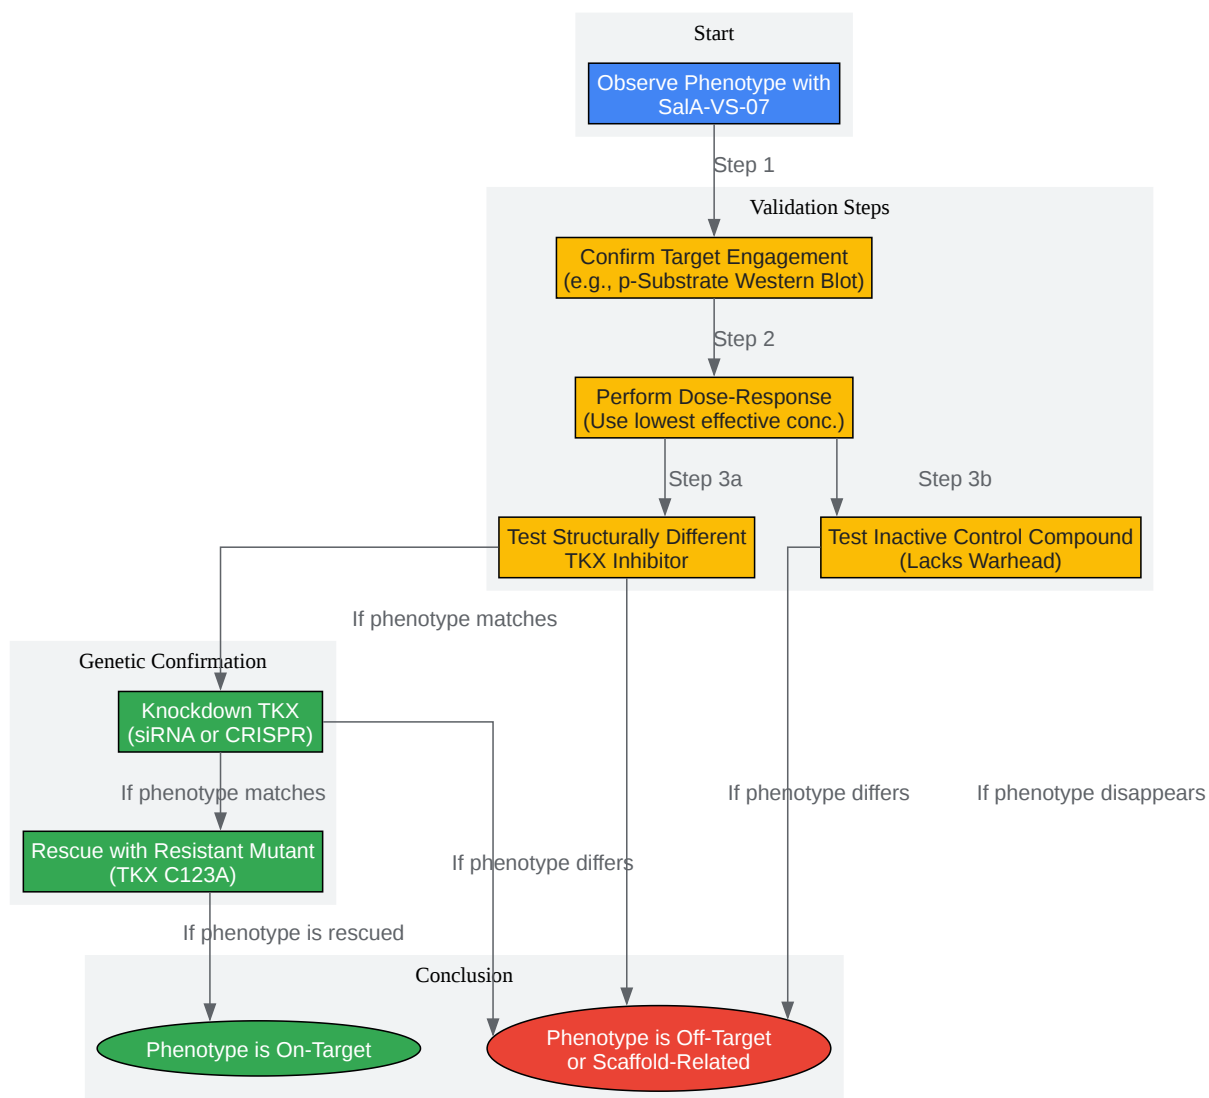 Start
Observe Phenotype with
SalA-VS-07
Step 1
Validation Steps
Confirm Target Engagement
(e.g., p-Substrate Western Blot)
Step 2
Perform Dose-Response
(Use lowest effective conc.)
Step 3a
Step 3b
Test Structurally Different
TKX Inhibitor
Test Inactive Control Compound
(Lacks Warhead)
If phenotype matches
Genetic Confirmation
Knockdown TKX
(siRNA or CRISPR)
If phenotype matches
If phenotype differs
If phenotype disappears
Rescue with Resistant Mutant
(TKX C123A)
If phenotype differs
If phenotype is rescued
Conclusion
Phenotype is On-Target
Phenotype is Off-Target
or Scaffold-Related